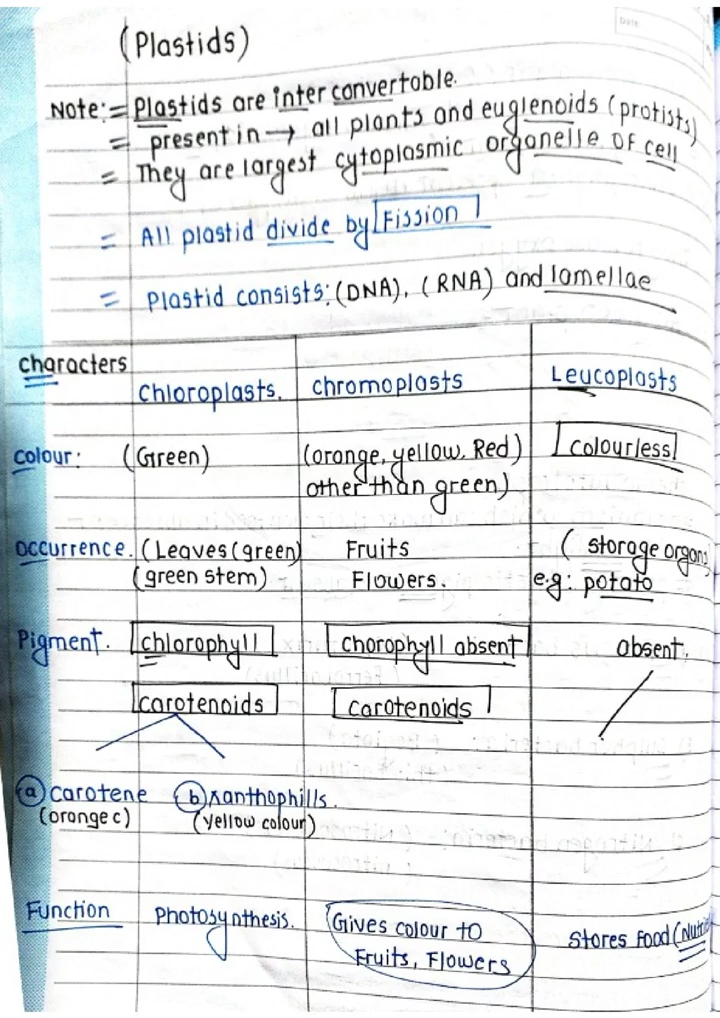 (Plastids)
Date
Note:= Plastids are inter convertable.
= present in → all plants and euglenoids (protists)
= They are largest cytoplasmic organelle of cell
= All plastid divide by Fission
= Plastid consists: (DNA), (RNA) and lamellae
characters Chloroplasts. chromoplasts Leucoplasts
colour: (Green) (orange, yellow. Red) colourless
other than green)
occurrence. (Leaves (green) Fruits ( storage organs
(green stem) Flowers. e.g: potato
Pigment. chlorophyll chorophyll absent absent.
carotenoids carotenoids
(a) carotene (b) xanthophills.
(orange c) (yellow colour)
Function Photosynthesis. Gives colour to Stores Food
Fruits, Flowers